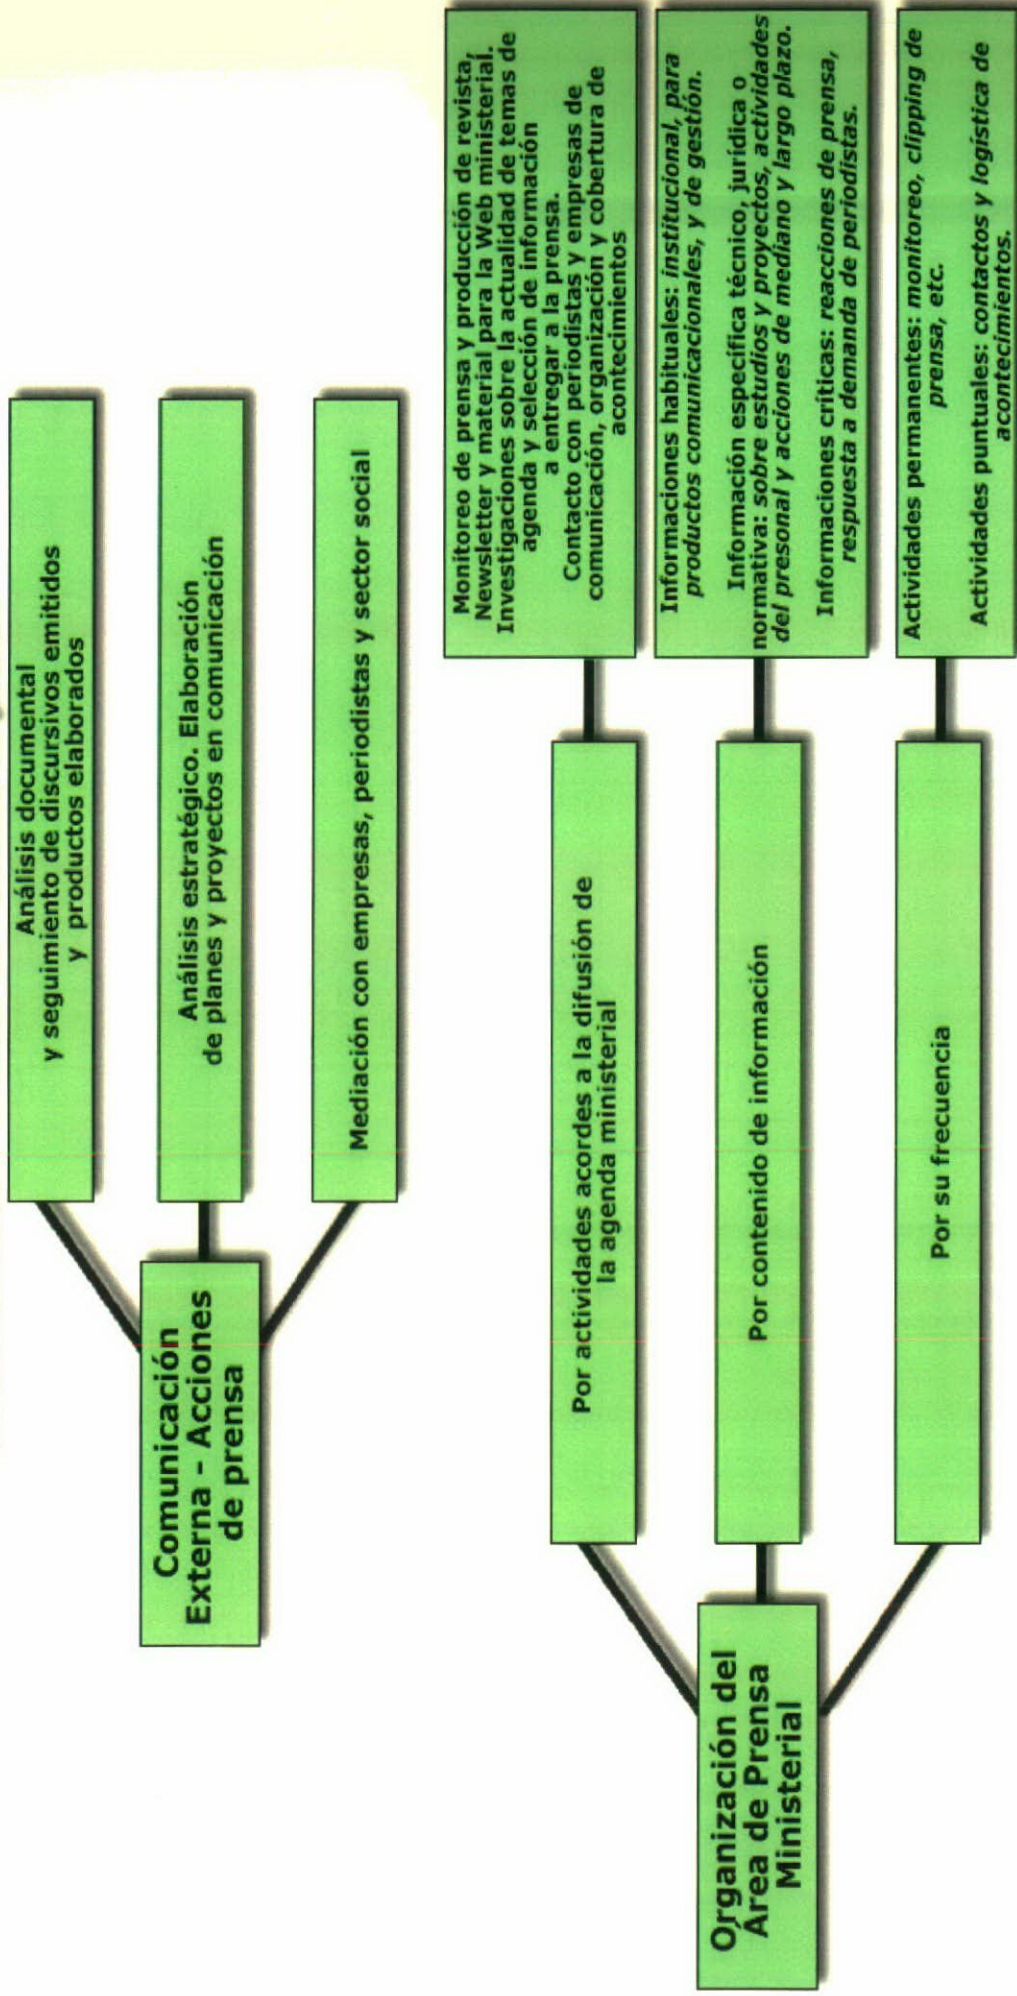 Comunicación
Externa - Acciones
de prensa
Análisis documental
y seguimiento de discursivos emitidos
y productos elaborados
Análisis estratégico. Elaboración
de planes y proyectos en comunicación
Mediación con empresas, periodistas y sector social
Organización del
Área de Prensa
Ministerial
Por actividades acordes a la difusión de
la agenda ministerial
Monitoreo de prensa y producción de revista,
Newsletter y material para la Web ministerial.
Investigaciones sobre la actualidad de temas de
agenda y selección de información
a entregar a la prensa.
Contacto con periodistas y empresas de
comunicación, organización y cobertura de
acontecimientos
Por contenido de información
Informaciones habituales: institucional, para
productos comunicacionales, y de gestión.
Información específica técnico, jurídica o
normativa: sobre estudios y proyectos, actividades
del presonal y acciones de mediano y largo plazo.
Informaciones críticas: reacciones de prensa,
respuesta a demanda de periodistas.
Por su frecuencia
Actividades permanentes: monitoreo, clipping de
prensa, etc.
Actividades puntuales: contactos y logística de
acontecimientos.